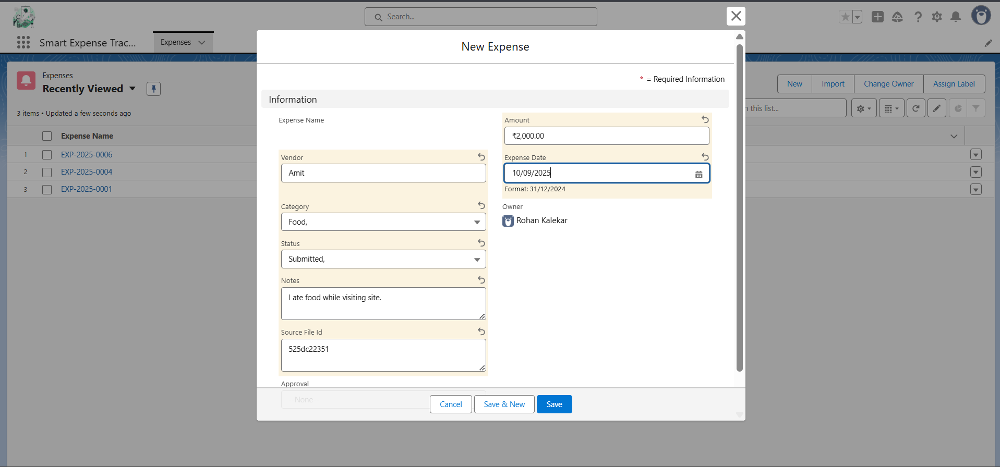 Search...
Smart Expense Trac...
Expenses
Expenses
Recently Viewed
3 items • Updated a few seconds ago
New
Import
Change Owner
Assign Label
n this list...
Expense Name
1
EXP-2025-0006
2
EXP-2025-0004
3
EXP-2025-0001
New Expense
* = Required Information
Information
Expense Name
Amount
₹2,000.00
Vendor
Amit
Expense Date
10/09/2025
Format: 31/12/2024
Category
Food,
Owner
Rohan Kalekar
Status
Submitted,
Notes
I ate food while visiting site.
Source File Id
525dc22351
Approval
--None--
Cancel
Save & New
Save